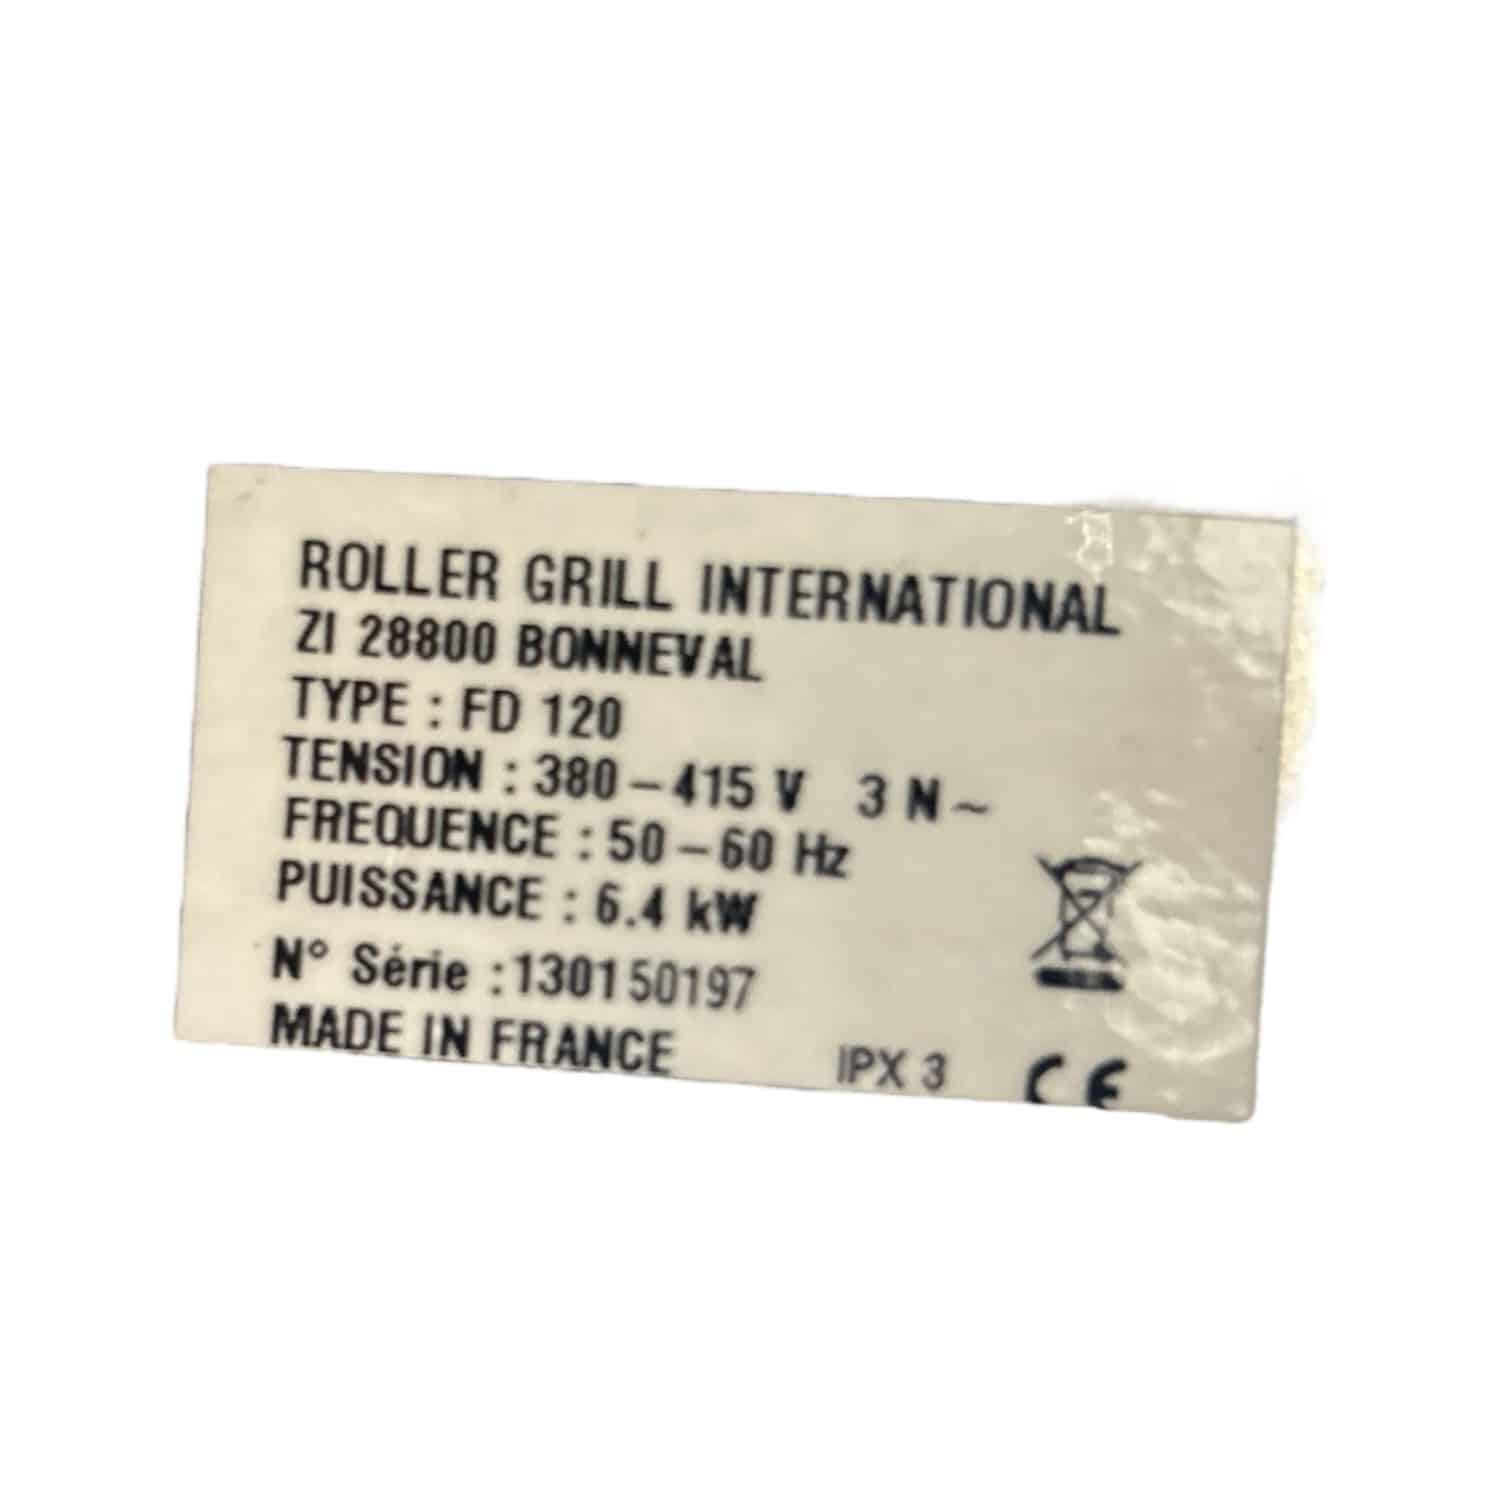 ROLLER GRILL INTERNATIONAL
ZI 28800 BONNEVAL
TYPE : FD 120
TENSION : 380 – 415 V 3 N ~
FREQUENCE : 50 – 60 Hz
PUISSANCE : 6.4 kW
N° Série :130150197
MADE IN FRANCE IPX 3 CE